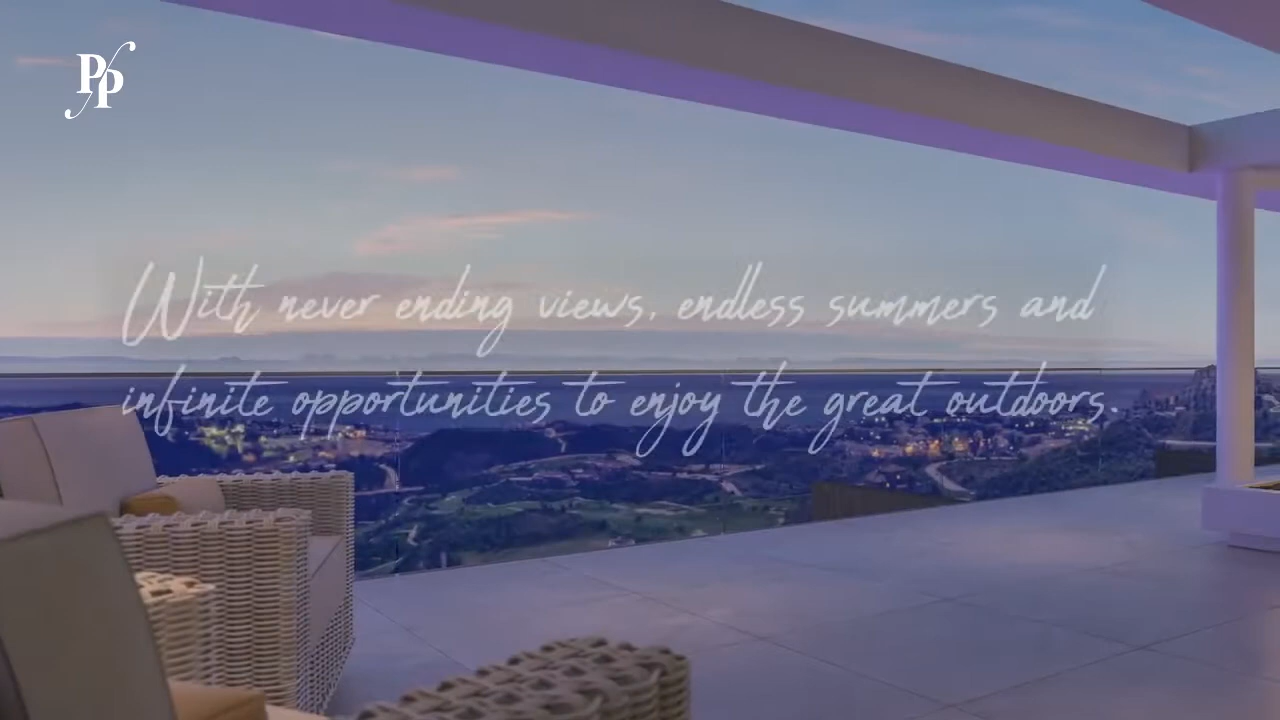 PP
With never ending views, endless summers and
infinite opportunities to enjoy the great outdoors.